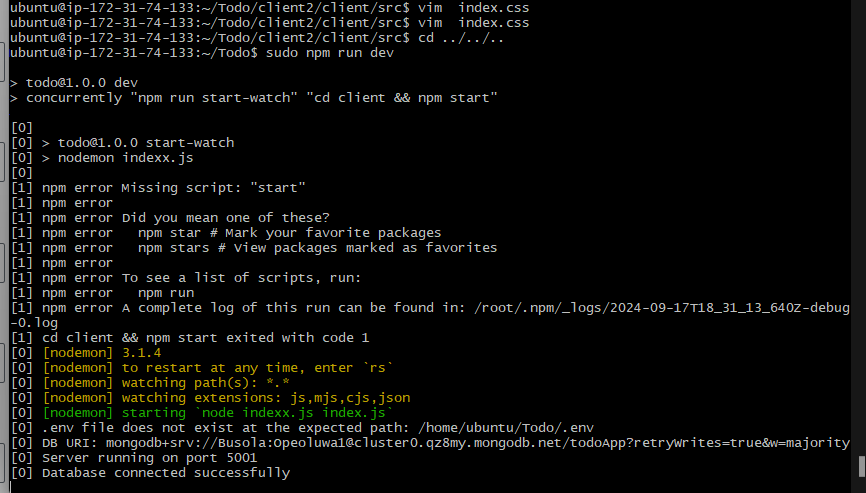 ubuntu@ip-172-31-74-133:~/Todo/client2/client/src$ vim  index.css
ubuntu@ip-172-31-74-133:~/Todo/client2/client/src$ vim  index.css
ubuntu@ip-172-31-74-133:~/Todo/client2/client/src$ cd ../../..
ubuntu@ip-172-31-74-133:~/Todo$ sudo npm run dev
> todo@1.0.0 dev
> concurrently "npm run start-watch" "cd client && npm start"
[0]
[0] > todo@1.0.0 start-watch
[0] > nodemon indexx.js
[0]
[1] npm error Missing script: "start"
[1] npm error
[1] npm error Did you mean one of these?
[1] npm error   npm star # Mark your favorite packages
[1] npm error   npm stars # View packages marked as favorites
[1] npm error
[1] npm error To see a list of scripts, run:
[1] npm error   npm run
[1] npm error A complete log of this run can be found in: /root/.npm/_logs/2024-09-17T18_31_13_640Z-debug
-0.log
[1] cd client && npm start exited with code 1
[0] [nodemon] 3.1.4
[0] [nodemon] to restart at any time, enter `rs`
[0] [nodemon] watching path(s): *.*
[0] [nodemon] watching extensions: js,mjs,cjs,json
[0] [nodemon] starting `node indexx.js index.js`
[0] .env file does not exist at the expected path: /home/ubuntu/Todo/.env
[0] DB URI: mongodb+srv://Busola:Opeoluwa1@cluster0.qz8my.mongodb.net/todoApp?retryWrites=true&w=majority
[0] Server running on port 5001
[0] Database connected successfully